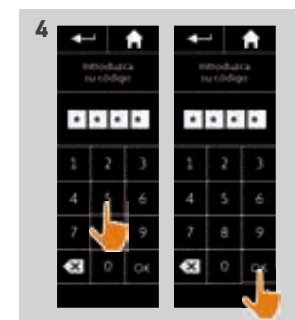 4
Introduzca
su código
* * * *
1 2 3
4 5 6
7 9
0 OK
Introduzca
su código
* * * *
1 2 3
4 5 6
7 8 9
0 OK